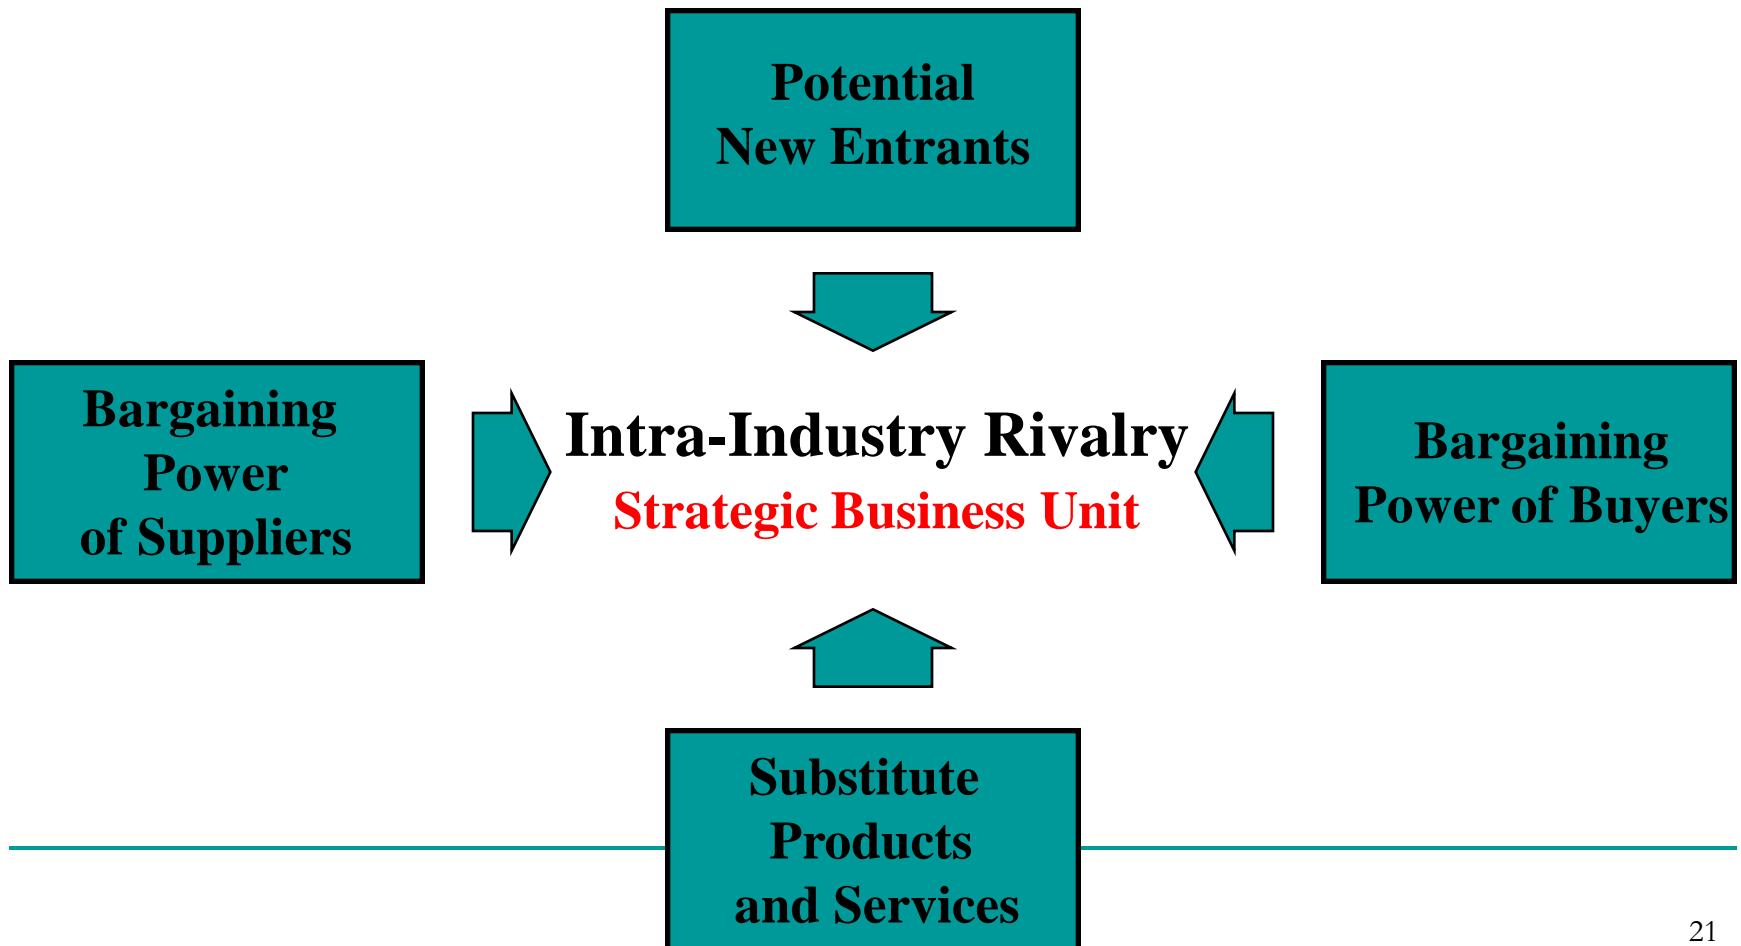 Potential
New Entrants
Bargaining
Power
of Suppliers
Intra-Industry Rivalry
Strategic Business Unit
Bargaining
Power of Buyers
Substitute
Products
and Services
21